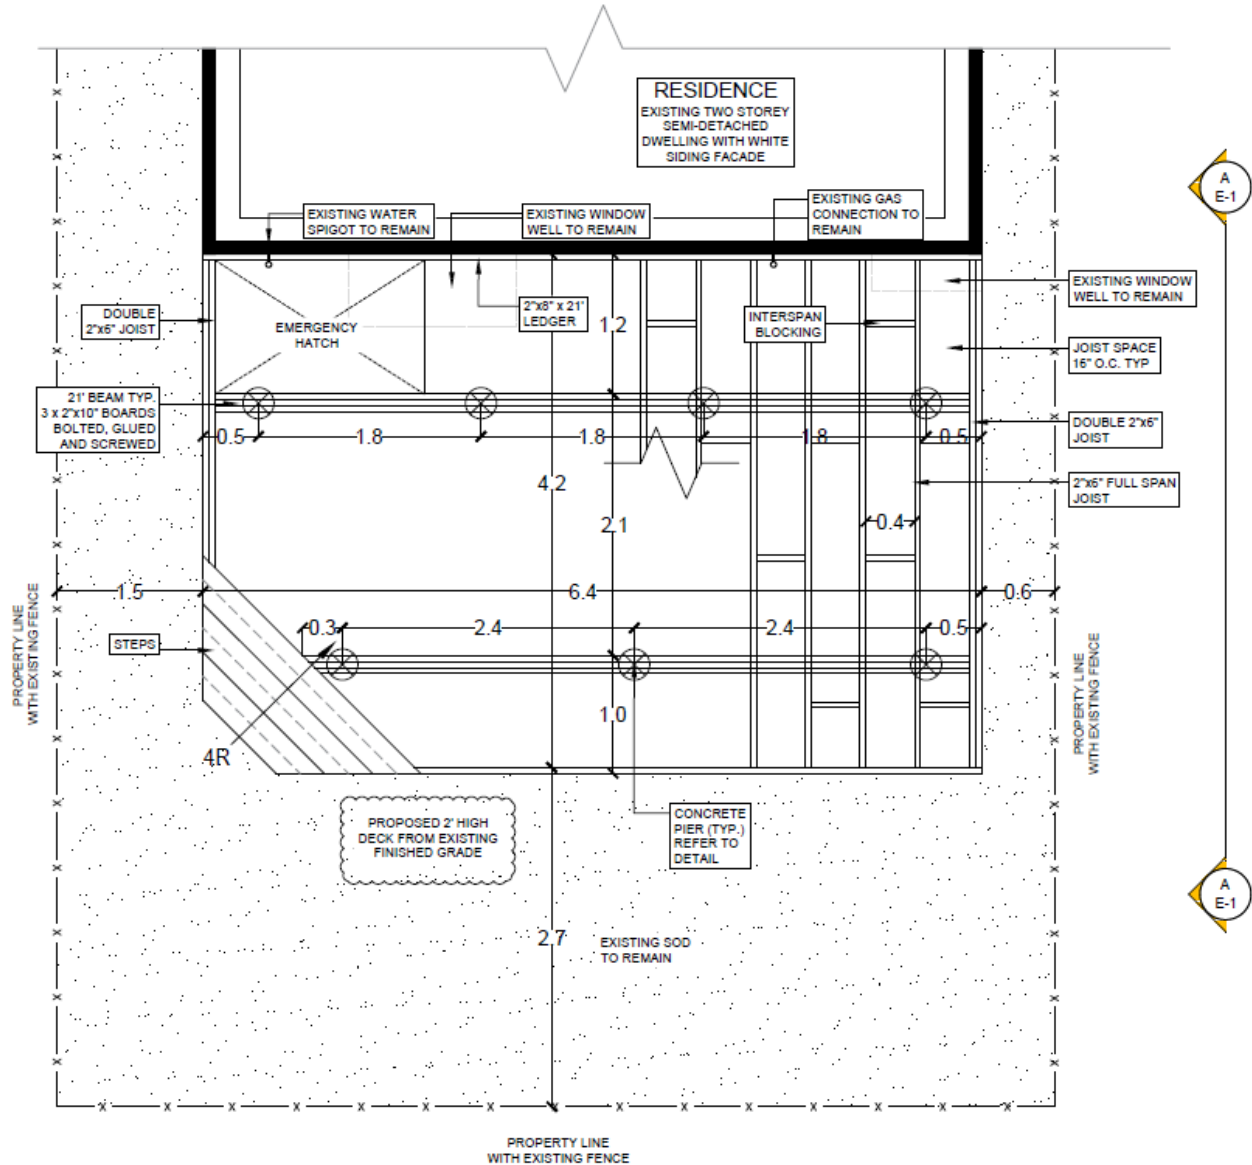 RESIDENCE
EXISTING TWO STOREY
SEMI-DETACHED
DWELLING WITH WHITE
SIDING FACADE
A
E-1
EXISTING WATER
SPIGOT TO REMAIN
EXISTING WINDOW
WELL TO REMAIN
EXISTING GAS
CONNECTION TO
REMAIN
EXISTING WINDOW
WELL TO REMAIN
DOUBLE
2"x6" JOIST
EMERGENCY
HATCH
2"x8" x 21'
LEDGER
1.2
INTERSPAN
BLOCKING
JOIST SPACE
16" O.C. TYP
21' BEAM TYP.
3 x 2"x10" BOARDS
BOLTED, GLUED
AND SCREWED
DOUBLE 2"x6"
JOIST
0.5
1.8
1.8
1.8
0.5
4.2
2"x6" FULL SPAN
JOIST
2.1
0.4
1.5
6.4
0.6
PROPERTY LINE
WITH EXISTING FENCE
STEPS
0.3
2.4
2.4
0.5
PROPERTY LINE
WITH EXISTING FENCE
1.0
4R
PROPOSED 2' HIGH
DECK FROM EXISTING
FINISHED GRADE
CONCRETE
PIER (TYP.)
REFER TO
DETAIL
A
E-1
2.7
EXISTING SOD
TO REMAIN
PROPERTY LINE
WITH EXISTING FENCE